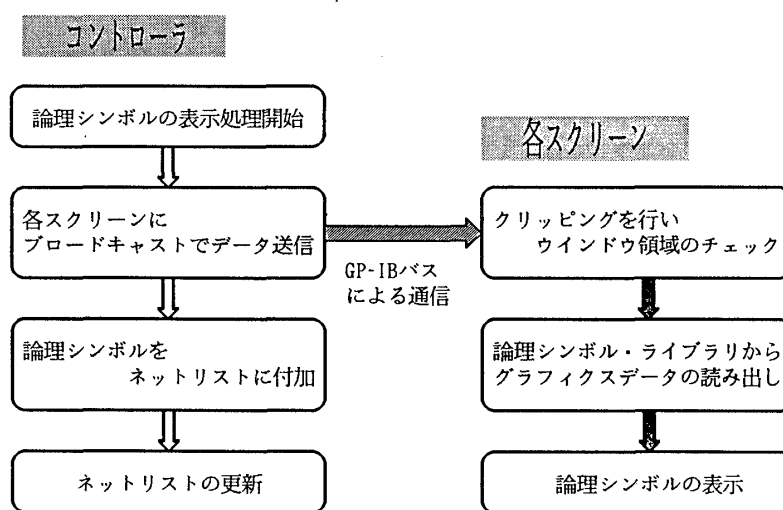 コントローラ
論理シンボルの表示処理開始
各スクリーンに
ブロードキャストでデータ送信
論理シンボルを
ネットリストに付加
ネットリストの更新
GP-IBバス
による通信
各スクリーン
クリッピングを行い
ウインドウ領域のチェック
論理シンボル・ライブラリから
グラフィクスデータの読み出し
論理シンボルの表示